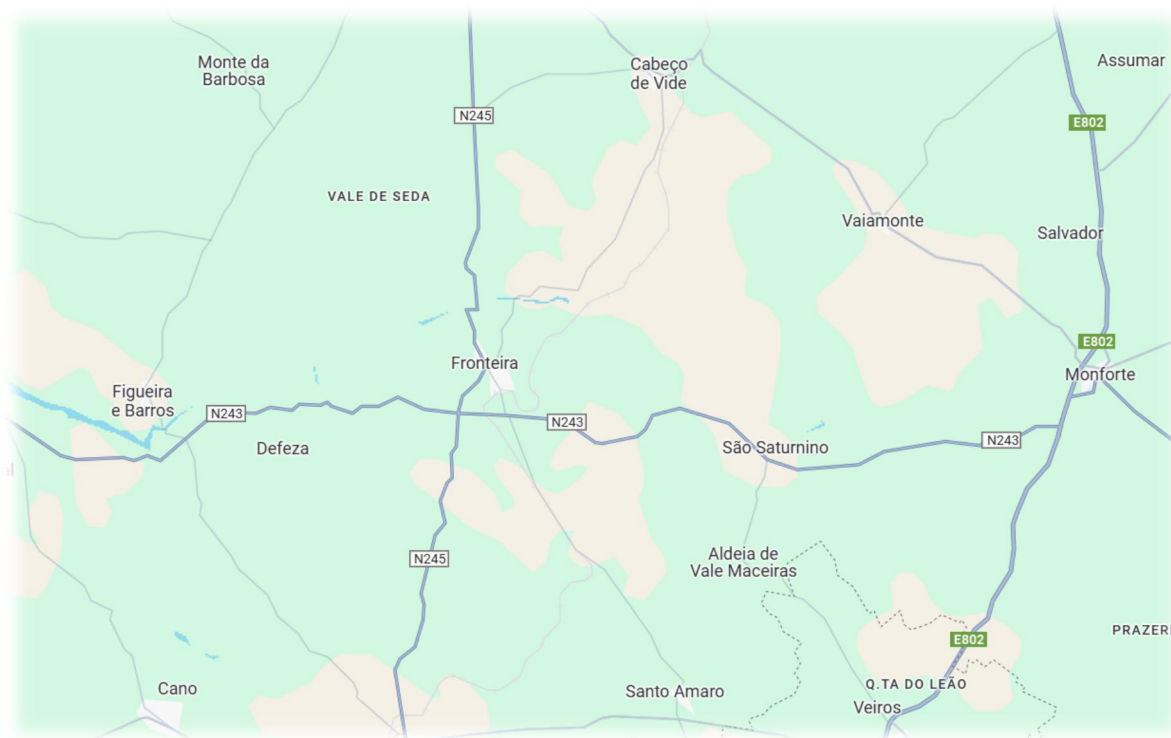 Monte da
Barbosa
Cabeço
de Vide
Assumar
N245
E802
VALE DE SEDA
Vaiamonte
Salvador
E802
Fronteira
Monforte
Figueira
e Barros
N243
N243
Defeza
São Saturnino
N243
al
N245
Aldeia de
Vale Maceiras
PRAZER
E802
Cano
Santo Amaro
Q.TA DO LEÃO
Veiros